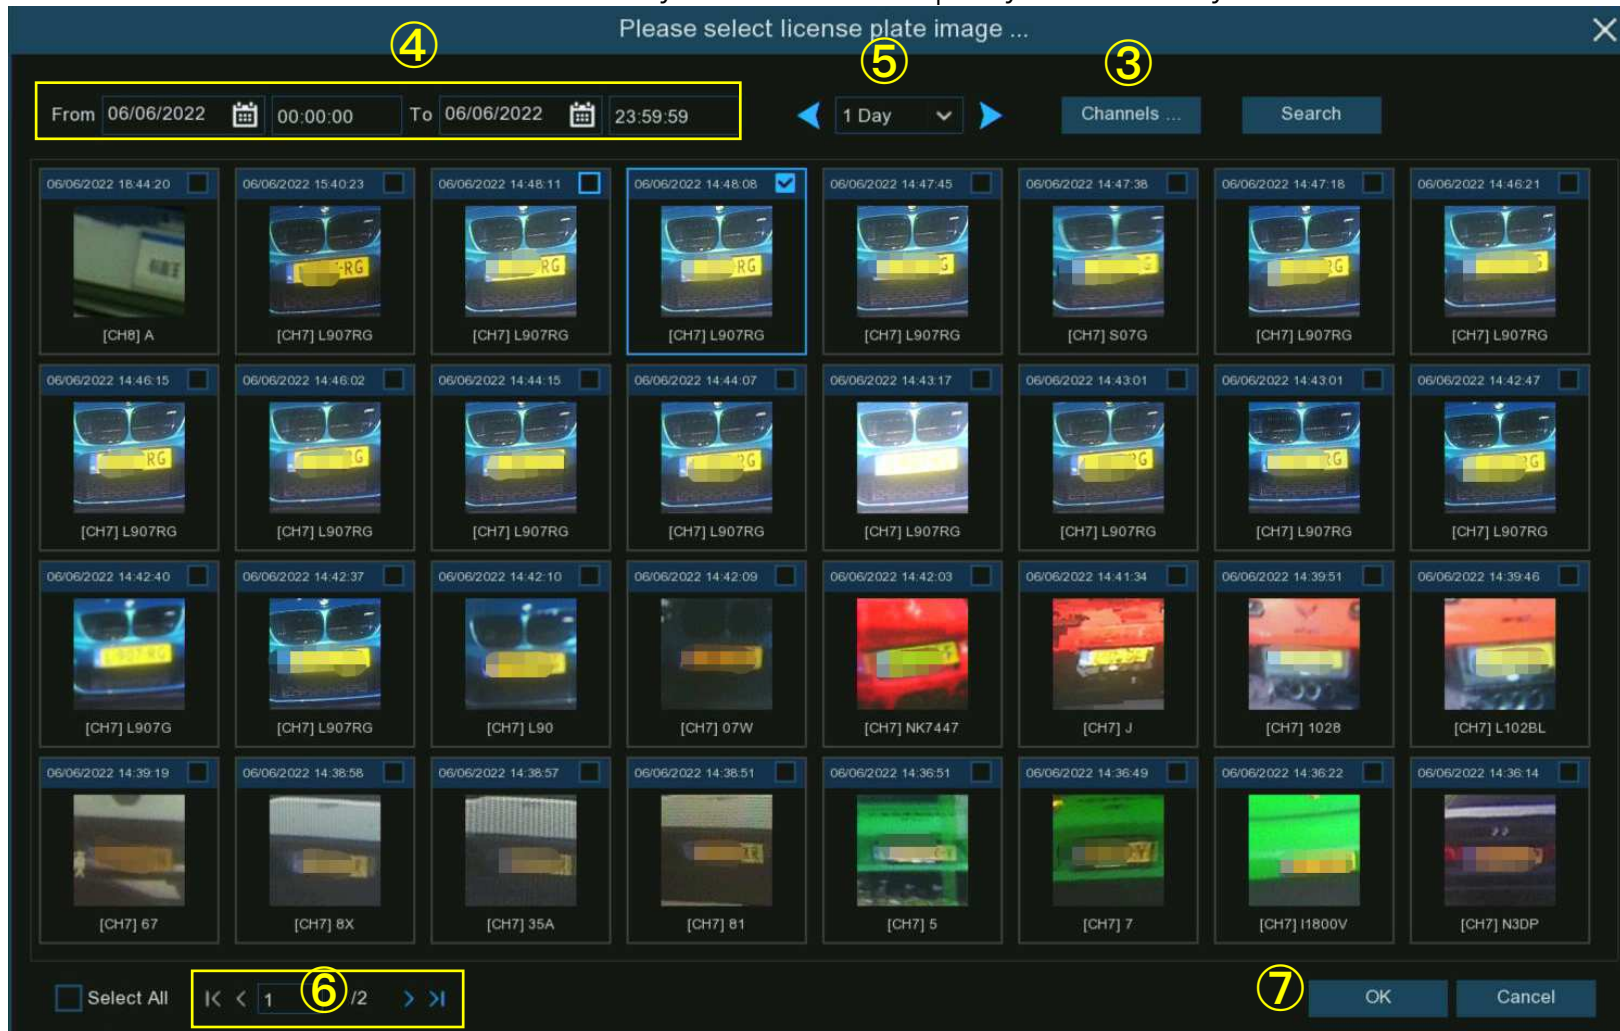 Please select license plate image ...
④ ⑤ ③
From 06/06/2022 00:00:00 To 06/06/2022 23:59:59 1 Day Channels ... Search
06/06/2022 18:44:20 06/06/2022 15:40:23 06/06/2022 14:48:11 06/06/2022 14:48:08 06/06/2022 14:47:45 06/06/2022 14:47:38 06/06/2022 14:47:18 06/06/2022 14:46:21
RG RG RG G RG
[CH8] A [CH7] L907RG [CH7] L907RG [CH7] L907RG [CH7] L907RG [CH7] S07G [CH7] L907RG [CH7] L907RG
06/06/2022 14:46:15 06/06/2022 14:46:02 06/06/2022 14:44:15 06/06/2022 14:44:07 06/06/2022 14:43:17 06/06/2022 14:43:01 06/06/2022 14:43:01 06/06/2022 14:42:47
RG G G RG RG G
[CH7] L907RG [CH7] L907RG [CH7] L907RG [CH7] L907RG [CH7] L907RG [CH7] L907RG [CH7] L907RG [CH7] L907RG
06/06/2022 14:42:40 06/06/2022 14:42:37 06/06/2022 14:42:10 06/06/2022 14:42:09 06/06/2022 14:42:03 06/06/2022 14:41:34 06/06/2022 14:39:51 06/06/2022 14:39:46
[CH7] L907G [CH7] L907RG [CH7] L90 [CH7] 07W [CH7] NK7447 [CH7] J [CH7] 1028 [CH7] L102BL
06/06/2022 14:39:19 06/06/2022 14:38:58 06/06/2022 14:38:57 06/06/2022 14:38:51 06/06/2022 14:36:51 06/06/2022 14:36:49 06/06/2022 14:36:22 06/06/2022 14:36:14
[CH7] 67 [CH7] 8X [CH7] 35A [CH7] 81 [CH7] 5 [CH7] 7 [CH7] I1800V [CH7] N3DP
Select All 1 ⑥ /2 ⑦ OK Cancel